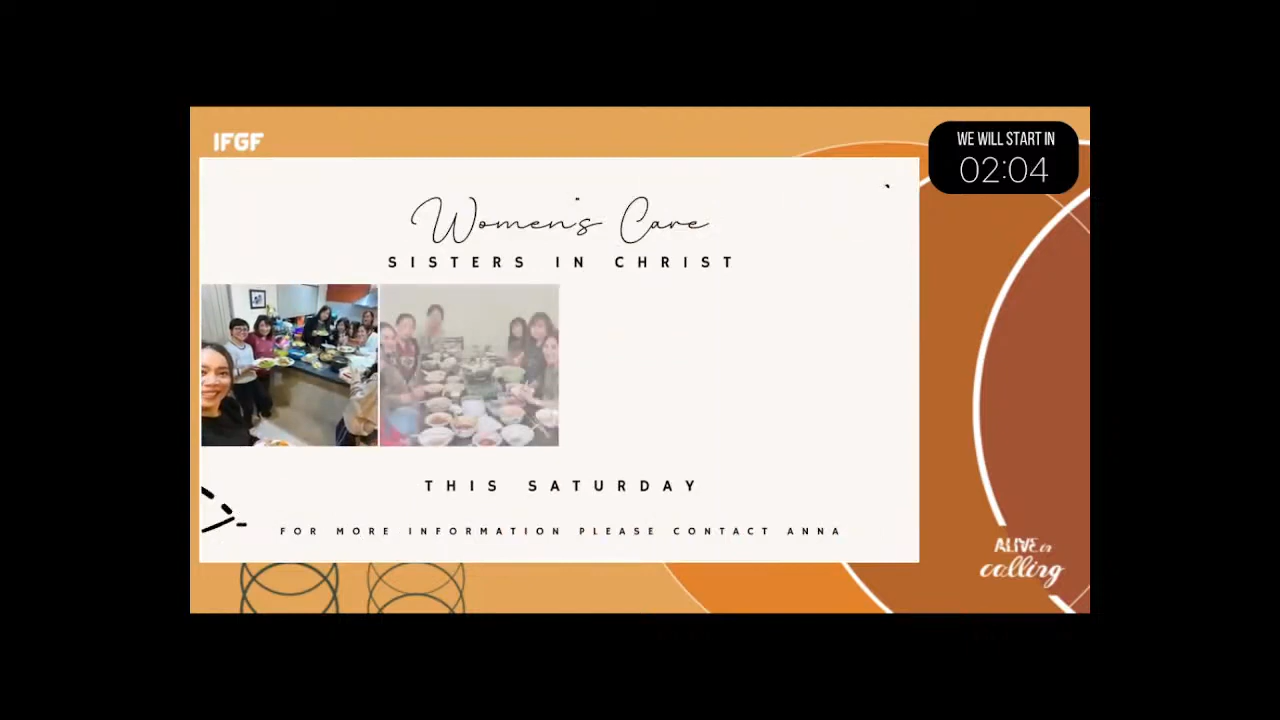 IFGF
WE WILL START IN
02:04
Women's Care
SISTERS IN CHRIST
THIS SATURDAY
FOR MORE INFORMATION PLEASE CONTACT ANNA
ALIVE in
calling